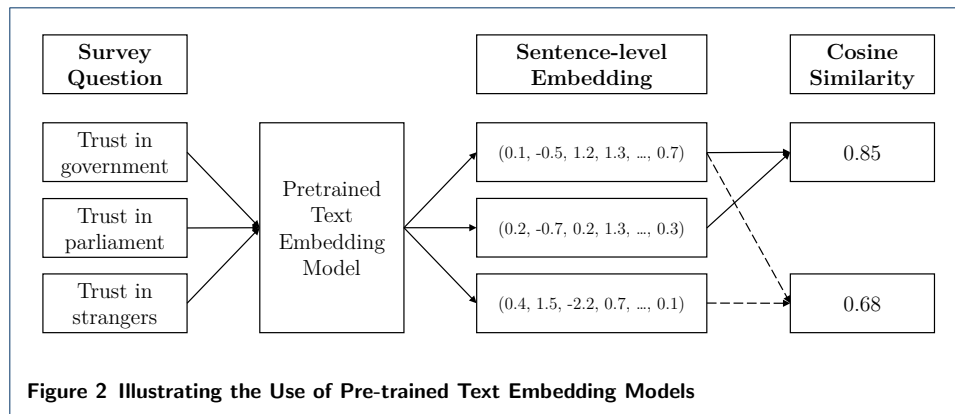 Survey
Question
Sentence-level
Embedding
Cosine
Similarity
Trust in
government
Trust in
parliament
Trust in
strangers
Pretrained
Text
Embedding
Model
(0.1, -0.5, 1.2, 1.3, ..., 0.7)
(0.2, -0.7, 0.2, 1.3, ..., 0.3)
(0.4, 1.5, -2.2, 0.7, ..., 0.1)
0.85
0.68
Figure 2 Illustrating the Use of Pre-trained Text Embedding Models